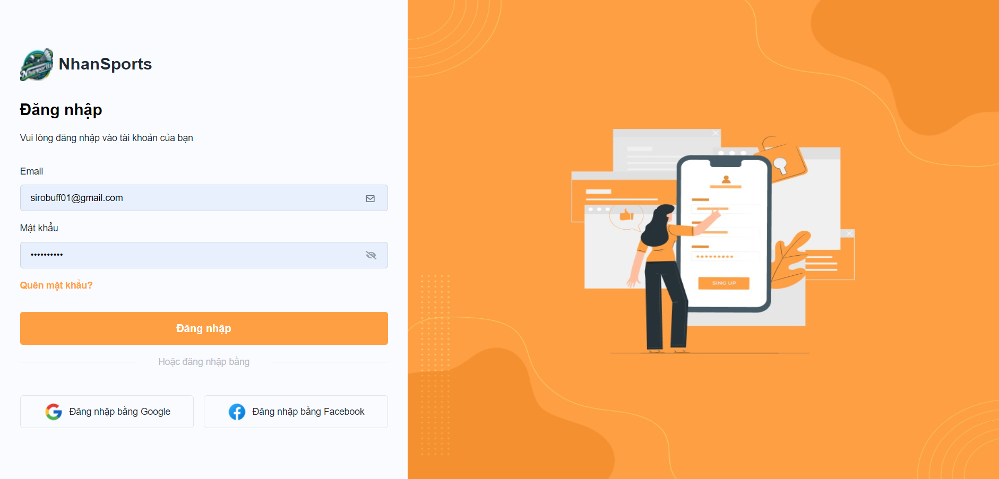 NhanSports
NhanSports
Đăng nhập
Vui lòng đăng nhập vào tài khoản của bạn
Email
sirobuff01@gmail.com
Mật khẩu
••••••••••
Quên mật khẩu?
Đăng nhập
Hoặc đăng nhập bằng
Đăng nhập bằng Google
Đăng nhập bằng Facebook
SING UP